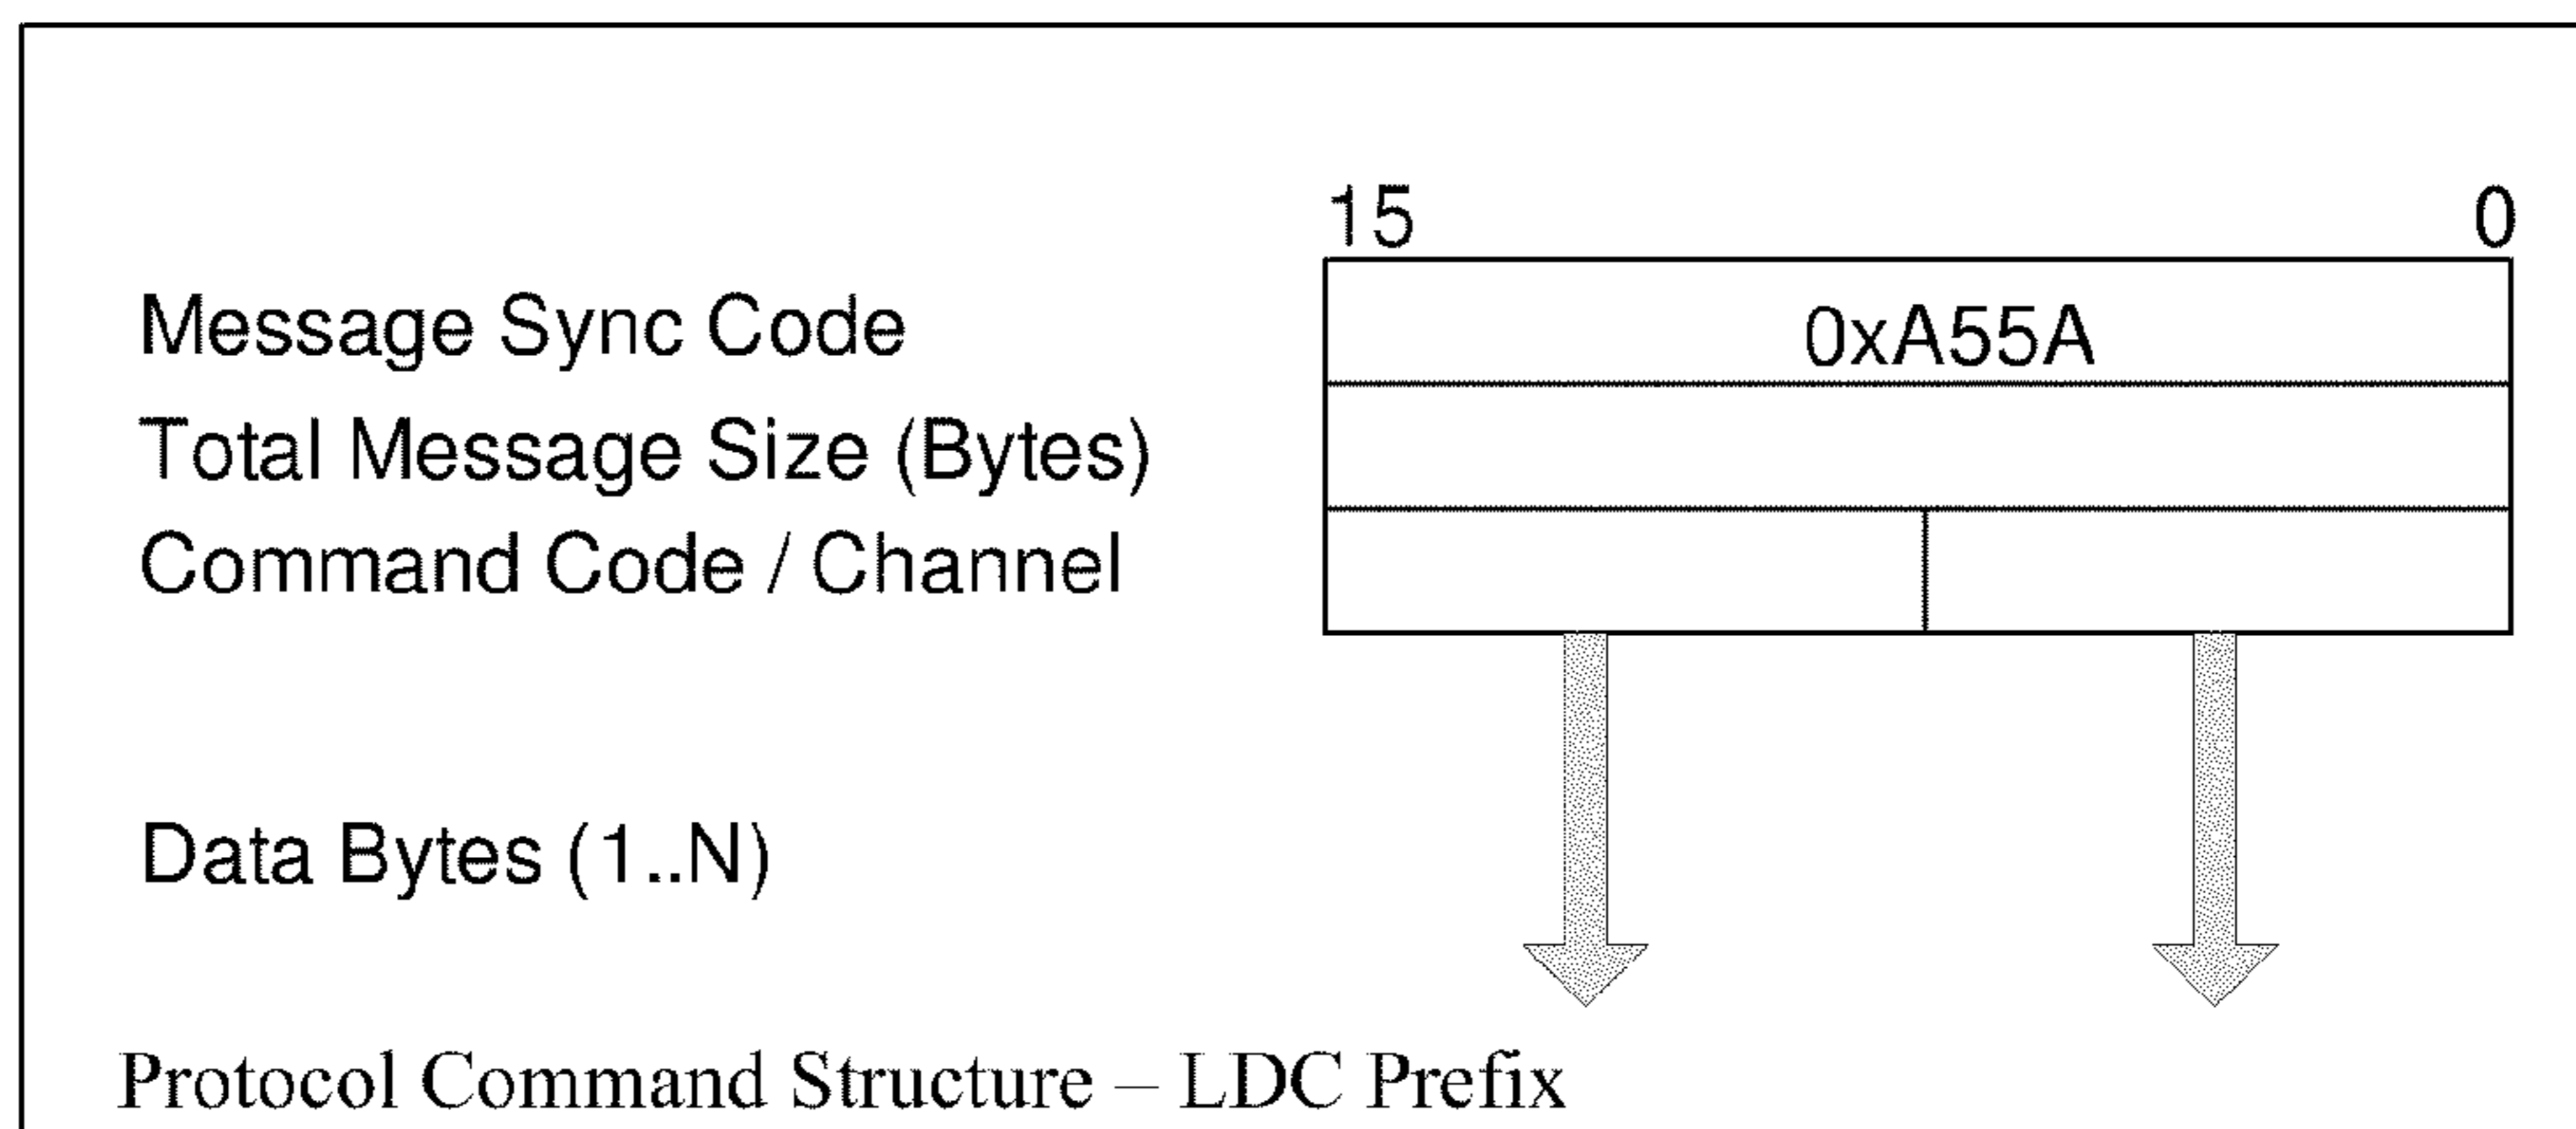 15 0
Message Sync Code 0xA55A
Total Message Size (Bytes)
Command Code / Channel
Data Bytes (1..N)
Protocol Command Structure – LDC Prefix